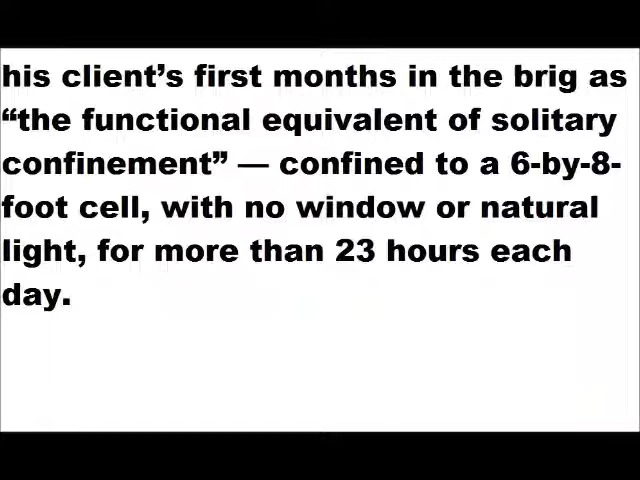 his client’s first months in the brig as
“the functional equivalent of solitary
confinement” — confined to a 6-by-8-
foot cell, with no window or natural
light, for more than 23 hours each
day.